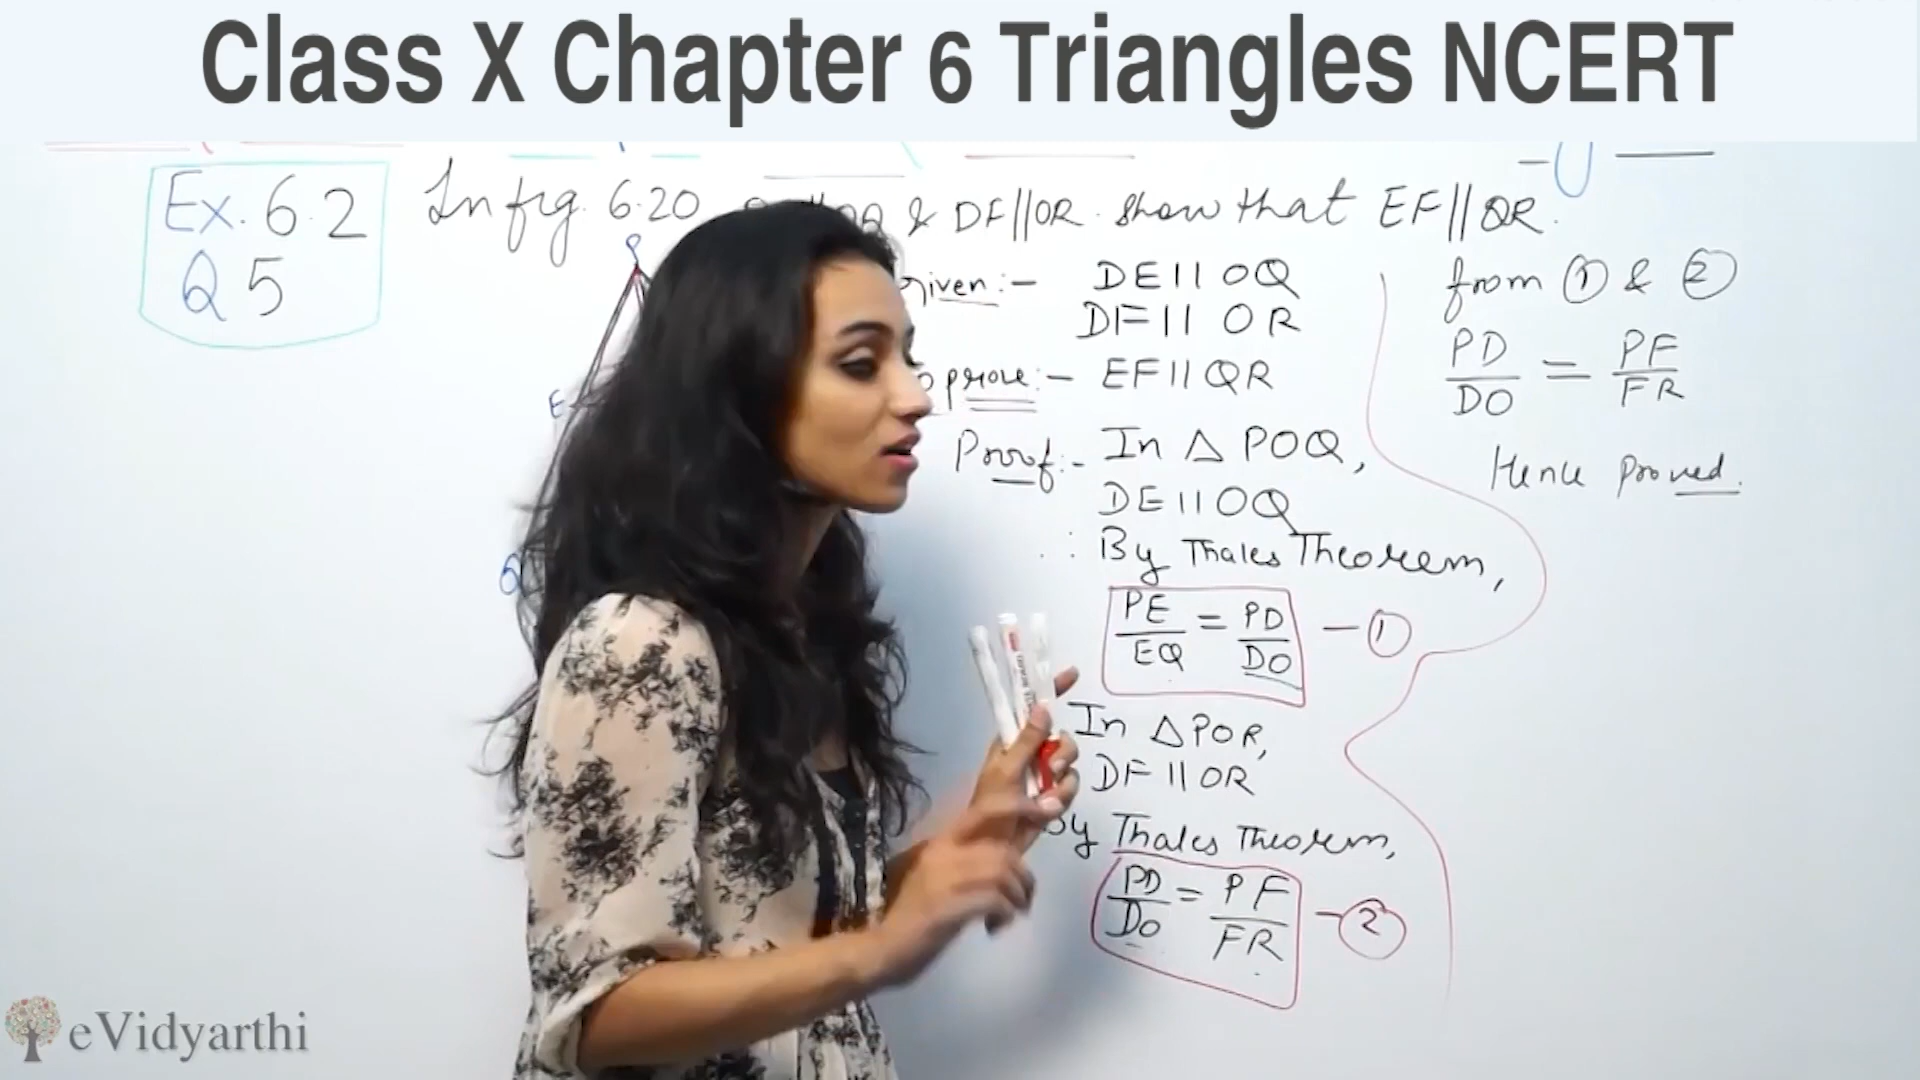 Class X Chapter 6 Triangles NCERT
Ex. 6.2
Q 5
In fig. 6.20 OQ & DF||OR. show that EF||QR.
P
E
Q
Given:- DE || OQ
DF || OR
prove:- EF || QR
Proof:- In △ POQ,
DE || OQ
∴ By Thales Theorem,
PE/EQ = PD/DO - ①
In △POR,
DF || OR
By Thales Theorem,
PD/DO = PF/FR - ②
from ① & ②
PD/DO = PF/FR
Hence proved.
eVidyarthi